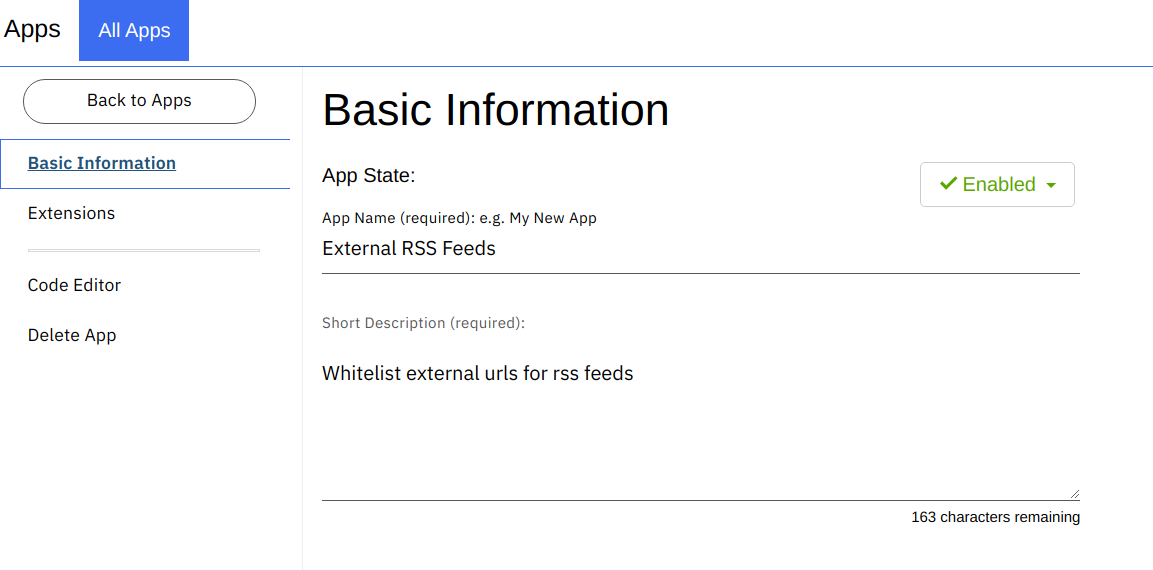 Apps
All Apps
Back to Apps
Basic Information
Extensions
Code Editor
Delete App
Basic Information
App State:
Enabled
App Name (required): e.g. My New App
External RSS Feeds
Short Description (required):
Whitelist external urls for rss feeds
163 characters remaining